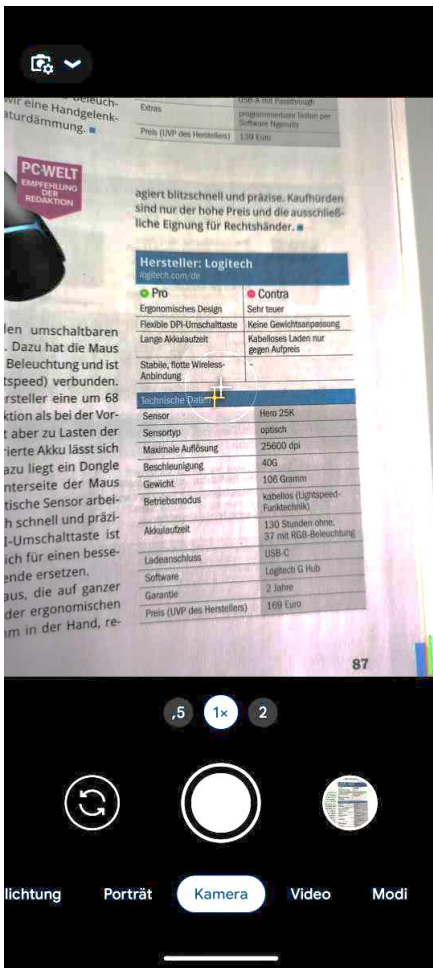 wir eine Handgelenk-
aturdämmung.
USB-A mit Passthrough
Extras
programmierbare Tasten per
Software Ngenuity
Preis (UVP des Herstellers) 139 Euro
PC-WELT
EMPFEHLUNG
DER
REDAKTION
agiert blitzschnell und präzise. Kaufhürden
sind nur der hohe Preis und die ausschließ-
liche Eignung für Rechtshänder.
Hersteller: Logitech
logitech.com/de
Pro Contra
Ergonomisches Design Sehr teuer
Flexible DPI-Umschalttaste Keine Gewichtsanpassung
Lange Akkulaufzeit Kabelloses Laden nur
gegen Aufpreis
Stabile, flotte Wireless- -
Anbindung
Technische Daten
Sensor Hero 25K
Sensortyp optisch
Maximale Auflösung 25600 dpi
Beschleunigung 40G
Gewicht 106 Gramm
Betriebsmodus kabellos (Lightspeed-
Funktechnik)
Akkulaufzeit 130 Stunden ohne,
37 mit RGB-Beleuchtung
Ladeanschluss USB-C
Software Logitech G Hub
Garantie 2 Jahre
Preis (UVP des Herstellers) 169 Euro
len umschaltbaren
. Dazu hat die Maus
Beleuchtung und ist
tspeed) verbunden.
rsteller eine um 68
ktion als bei der Vor-
t aber zu Lasten der
rierte Akku lässt sich
azu liegt ein Dongle
nterseite der Maus
tische Sensor arbei-
h schnell und präzi-
I-Umschalttaste ist
ich für einen besse-
ende ersetzen.
aus, die auf ganzer
der ergonomischen
m in der Hand, re-
87
,5 1× 2
lichtung Porträt Kamera Video Modi